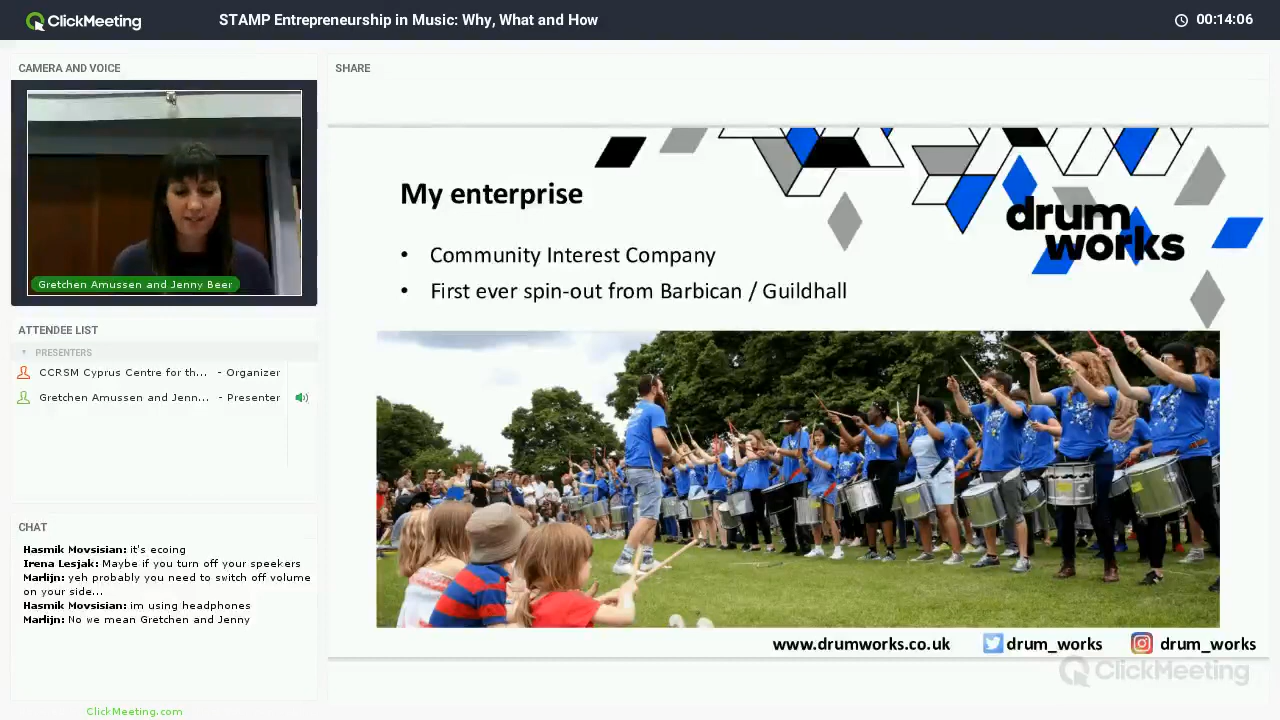 ClickMeeting
STAMP Entrepreneurship in Music: Why, What and How
00:14:06
CAMERA AND VOICE
Gretchen Amussen and Jenny Beer
ATTENDEE LIST
PRESENTERS
CCRSM Cyprus Centre for th... - Organizer
Gretchen Amussen and Jenn... - Presenter
CHAT
Hasmik Movsisian: it's ecoing
Irena Lesjak: Maybe if you turn off your speekers
Marlijn: yeh probably you need to switch off volume
on your side...
Hasmik Movsisian: im using headphones
Marlijn: No we mean Gretchen and Jenny
ClickMeeting.com
SHARE
My enterprise
drum
works
• Community Interest Company
• First ever spin-out from Barbican / Guildhall
www.drumworks.co.uk drum_works drum_works
ClickMeeting